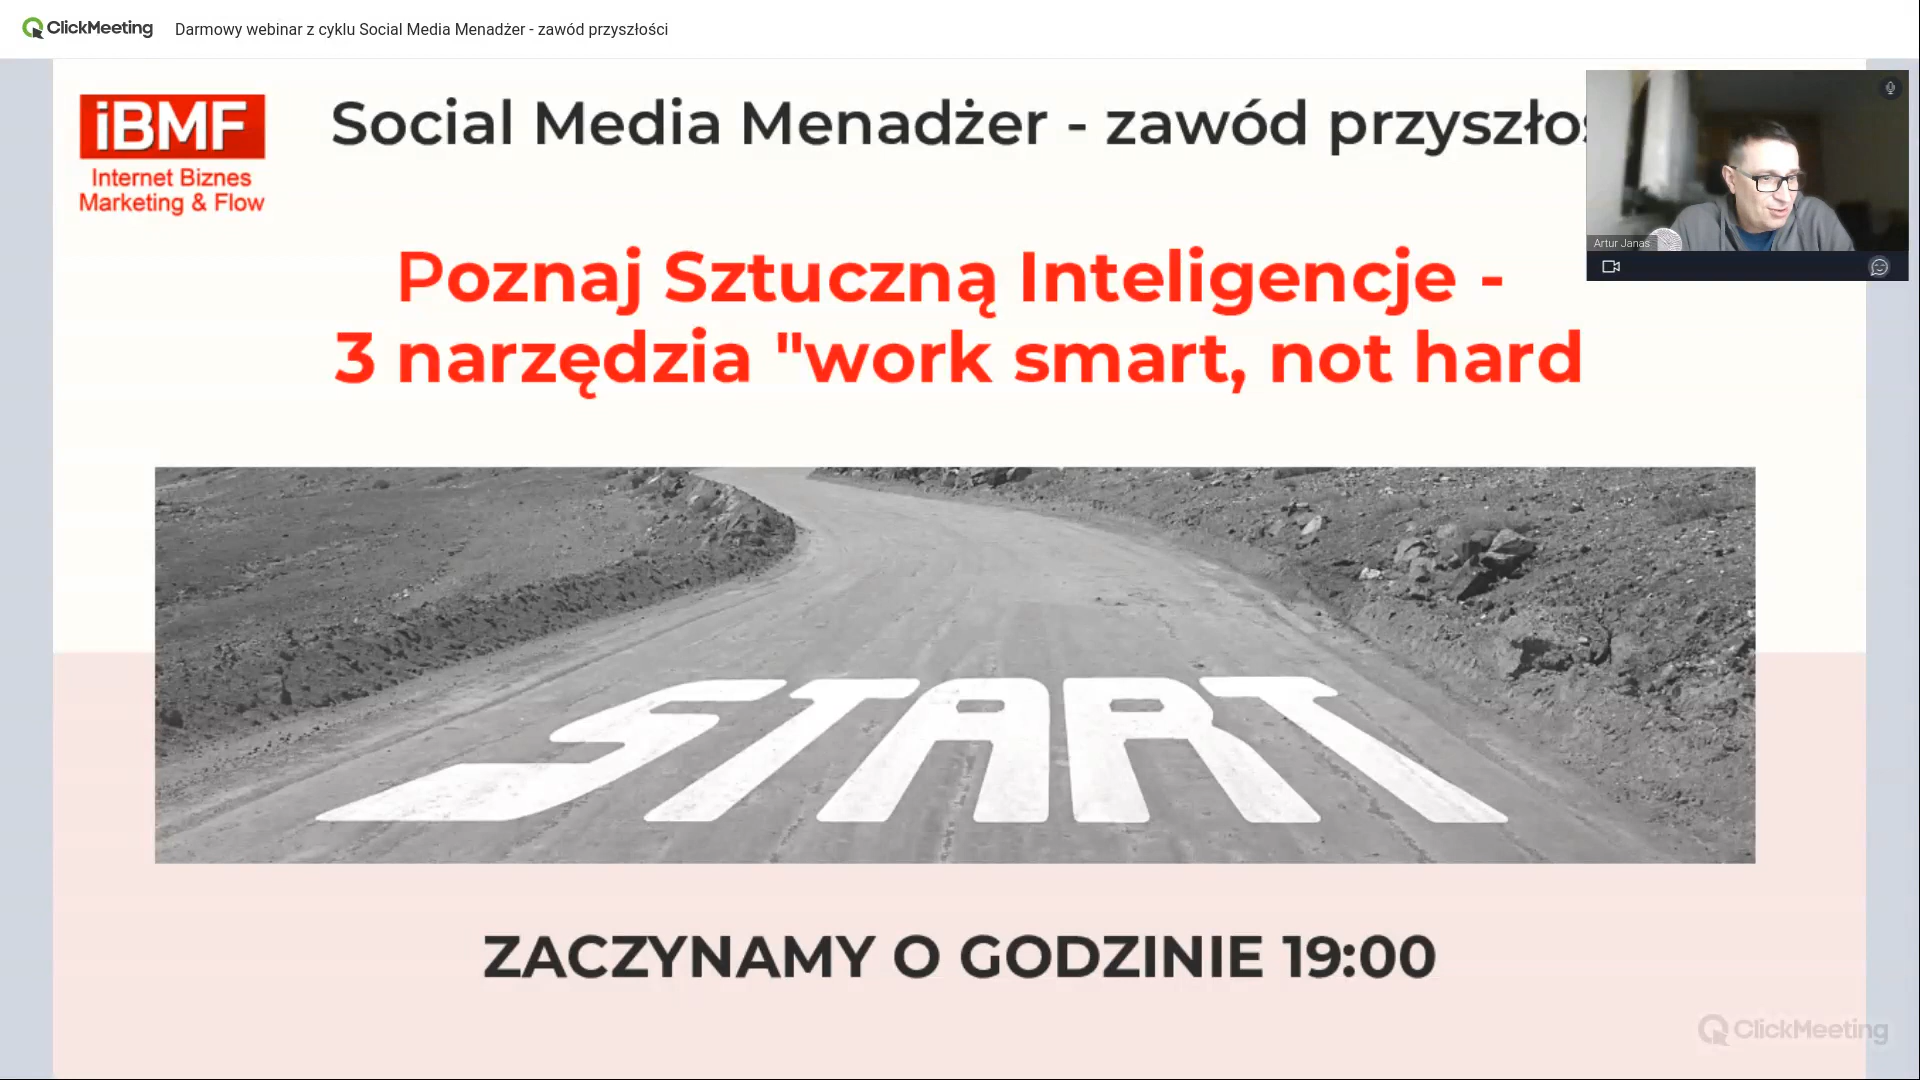 ClickMeeting Darmowy webinar z cyklu Social Media Menadżer - zawód przyszłości
iBMF
Internet Biznes
Marketing & Flow
Social Media Menadżer - zawód przyszłoś
Artur Janas
Poznaj Sztuczną Inteligencje -
3 narzędzia "work smart, not hard
START
ZACZYNAMY O GODZINIE 19:00
ClickMeeting